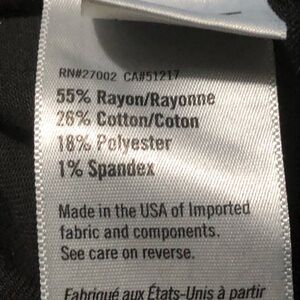 RN#27002 CA#51217
55% Rayon/Rayonne
26% Cotton/Coton
18% Polyester
1% Spandex
Made in the USA of Imported
fabric and components.
See care on reverse.
Fabriqué aux États-Unis à partir